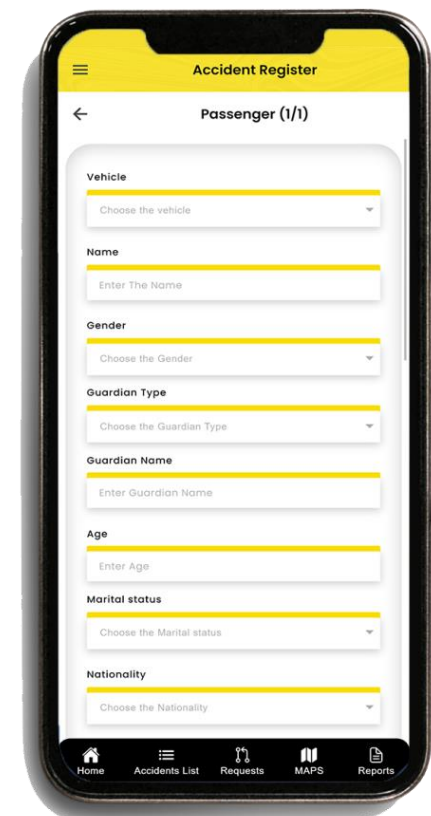 Accident Register
Passenger (1/1)
Vehicle
Choose the vehicle
Name
Enter The Name
Gender
Choose the Gender
Guardian Type
Choose the Guardian Type
Guardian Name
Enter Guardian Name
Age
Enter Age
Marital status
Choose the Marital status
Nationality
Choose the Nationality
Home Accidents List Requests MAPS Reports